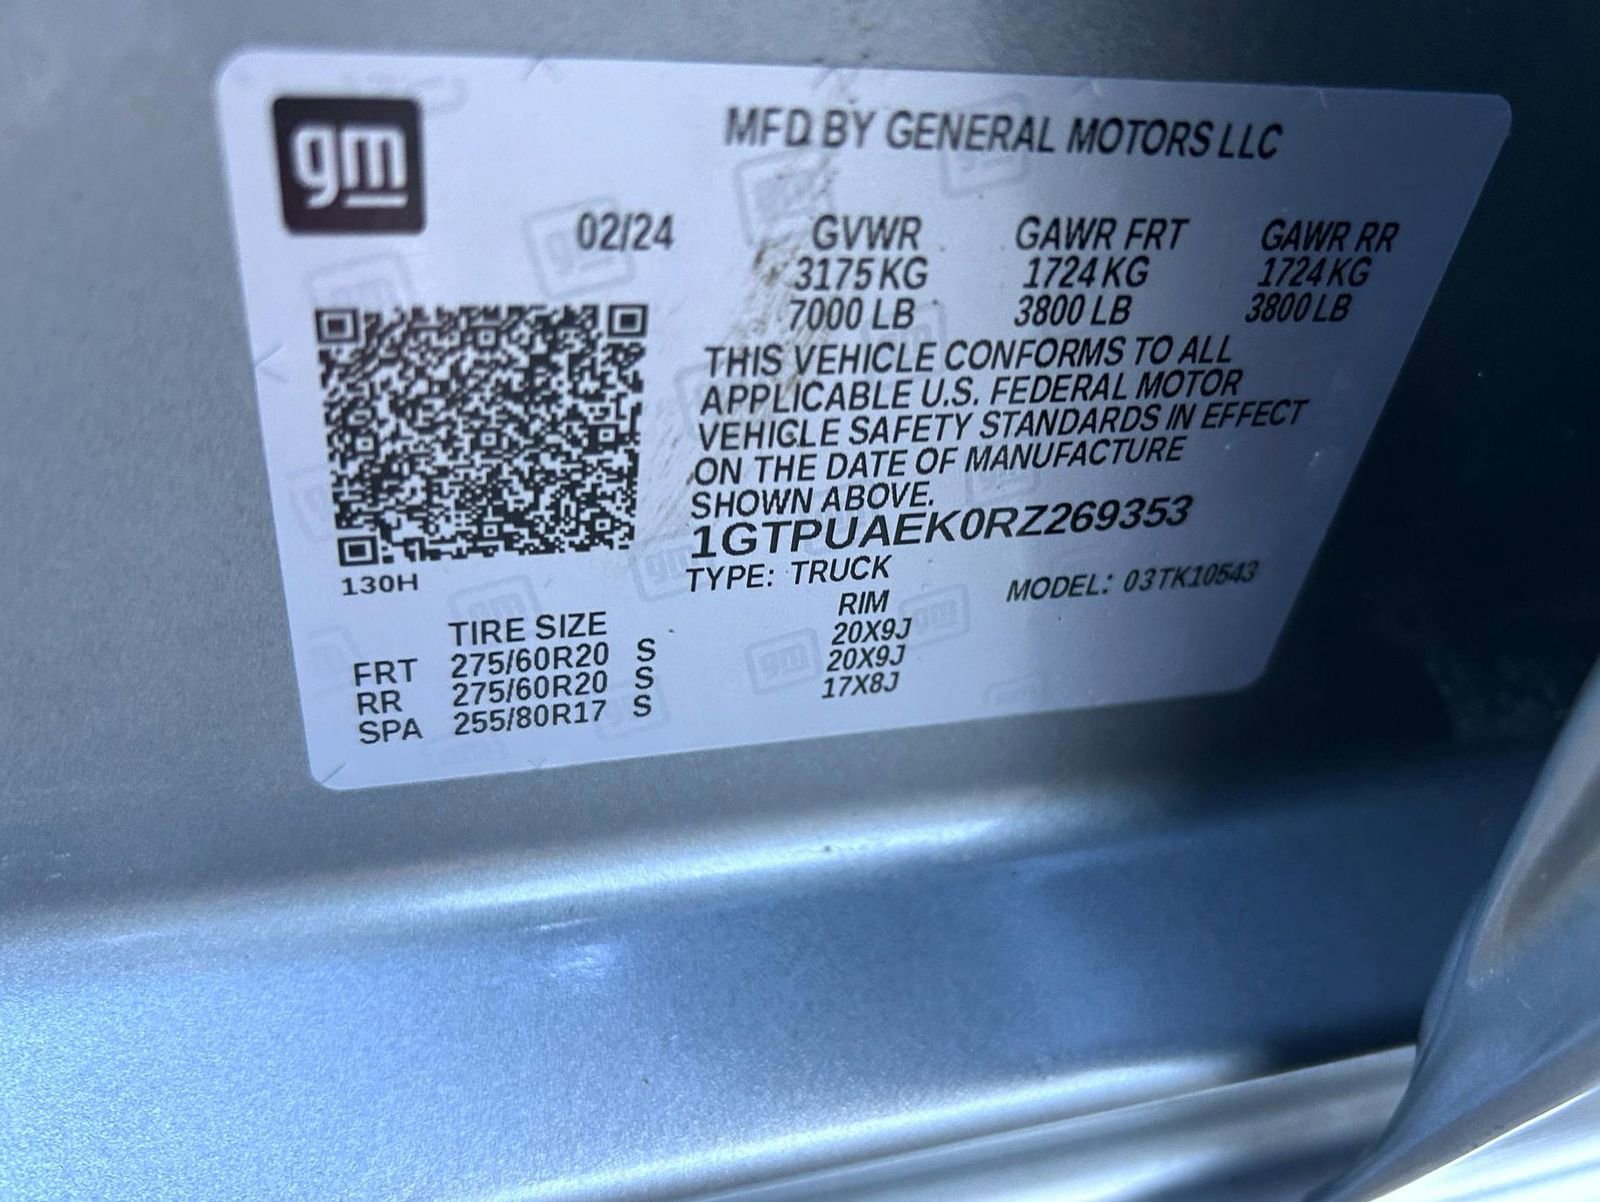 gm
MFD BY GENERAL MOTORS LLC
02/24 GVWR GAWR FRT GAWR RR
3175 KG 1724 KG 1724 KG
7000 LB 3800 LB 3800 LB
THIS VEHICLE CONFORMS TO ALL
APPLICABLE U.S. FEDERAL MOTOR
VEHICLE SAFETY STANDARDS IN EFFECT
ON THE DATE OF MANUFACTURE
SHOWN ABOVE.
1GTPUAEK0RZ269353
130H
TYPE: TRUCK MODEL: 03TK10543
TIRE SIZE RIM
FRT 275/60R20 S 20X9J
RR 275/60R20 S 20X9J
SPA 255/80R17 S 17X8J